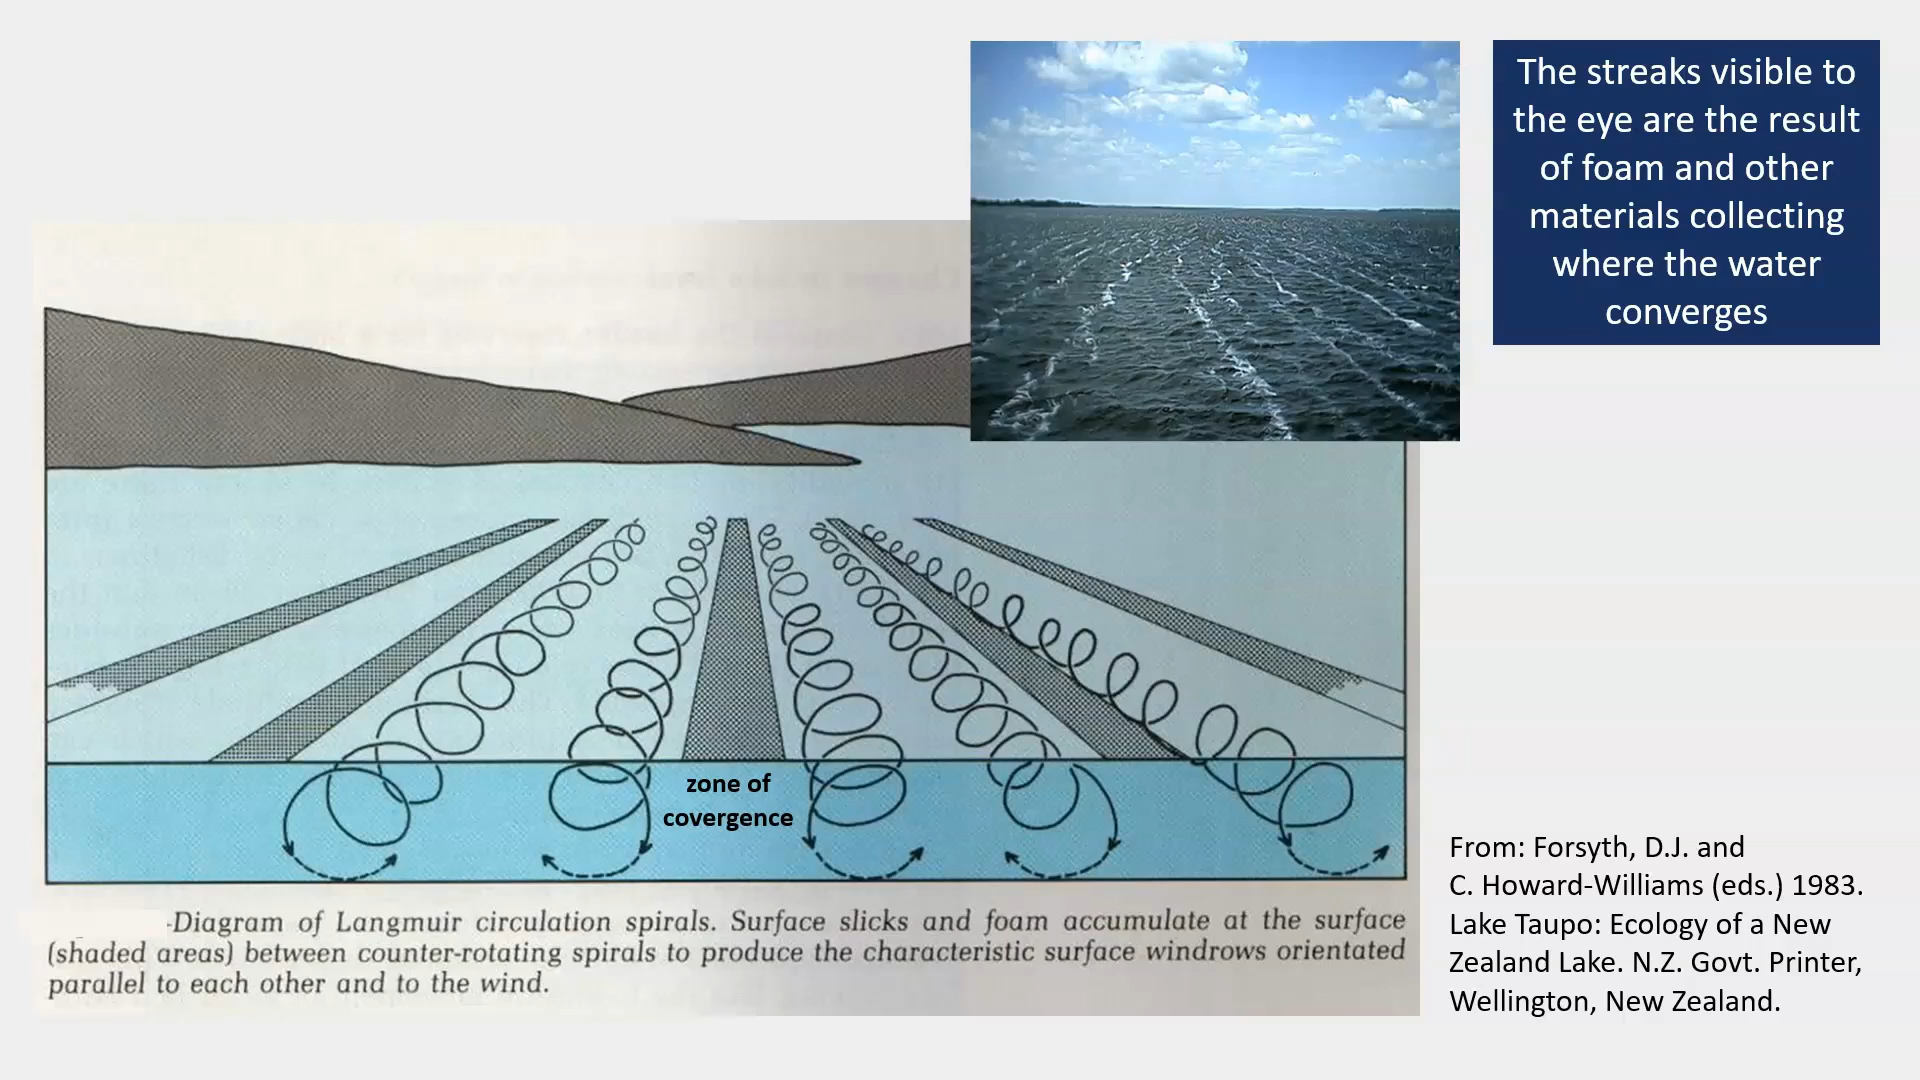 The streaks visible to
the eye are the result
of foam and other
materials collecting
where the water
converges
zone of
covergence
-Diagram of Langmuir circulation spirals. Surface slicks and foam accumulate at the surface
(shaded areas) between counter-rotating spirals to produce the characteristic surface windrows orientated
parallel to each other and to the wind.
From: Forsyth, D.J. and
C. Howard-Williams (eds.) 1983.
Lake Taupo: Ecology of a New
Zealand Lake. N.Z. Govt. Printer,
Wellington, New Zealand.